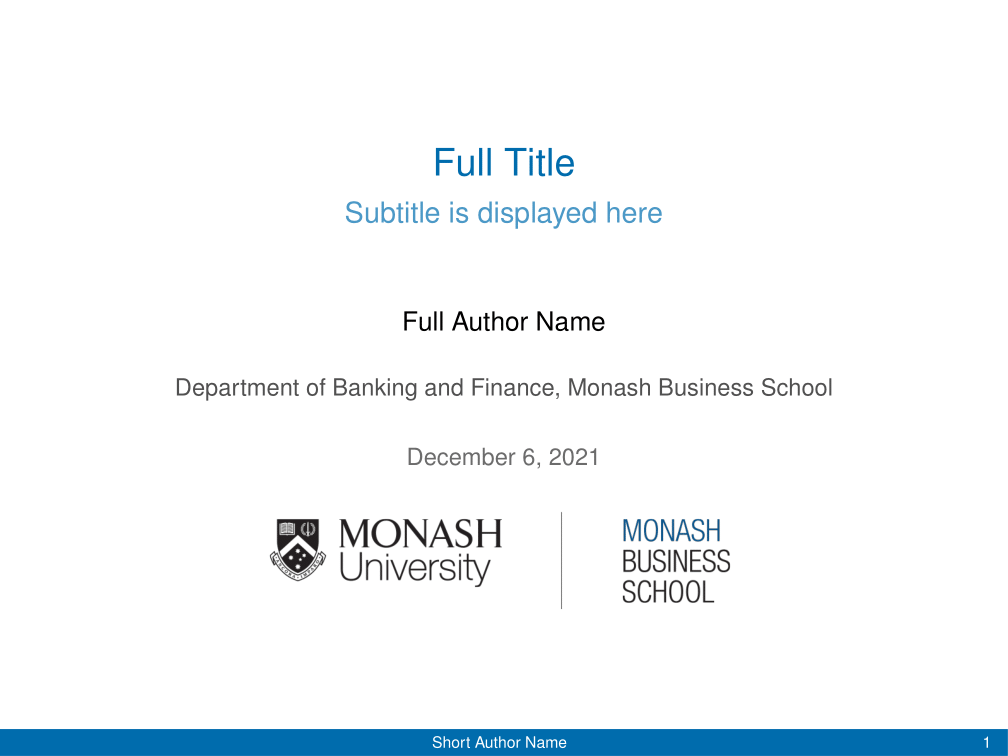 Full Title
Subtitle is displayed here
Full Author Name
Department of Banking and Finance, Monash Business School
December 6, 2021
MONASH
University
MONASH
BUSINESS
SCHOOL
Short Author Name
1